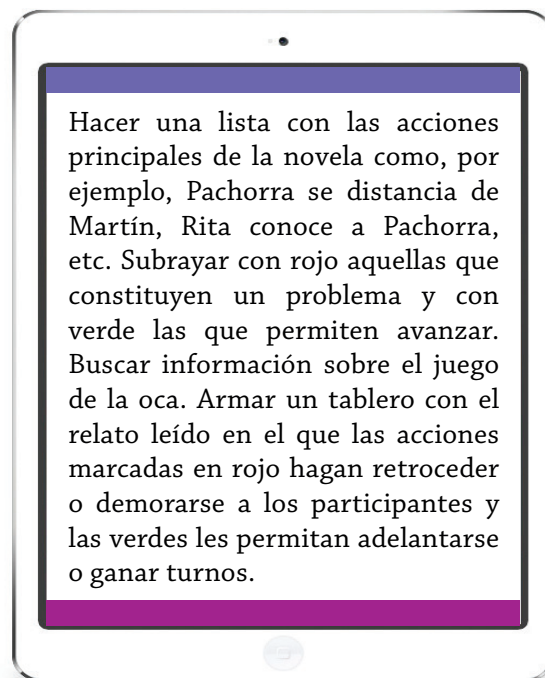 Hacer una lista con las acciones
principales de la novela como, por
ejemplo, Pachorra se distancia de
Martín, Rita conoce a Pachorra,
etc. Subrayar con rojo aquellas que
constituyen un problema y con
verde las que permiten avanzar.
Buscar información sobre el juego
de la oca. Armar un tablero con el
relato leído en el que las acciones
marcadas en rojo hagan retroceder
o demorarse a los participantes y
las verdes les permitan adelantarse
o ganar turnos.